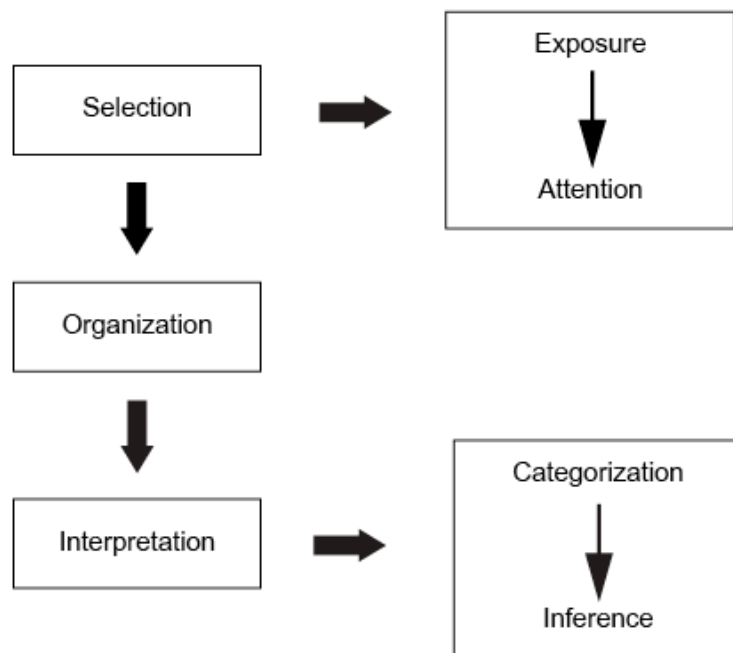 Selection
Exposure
Attention
Organization
Interpretation
Categorization
Inference